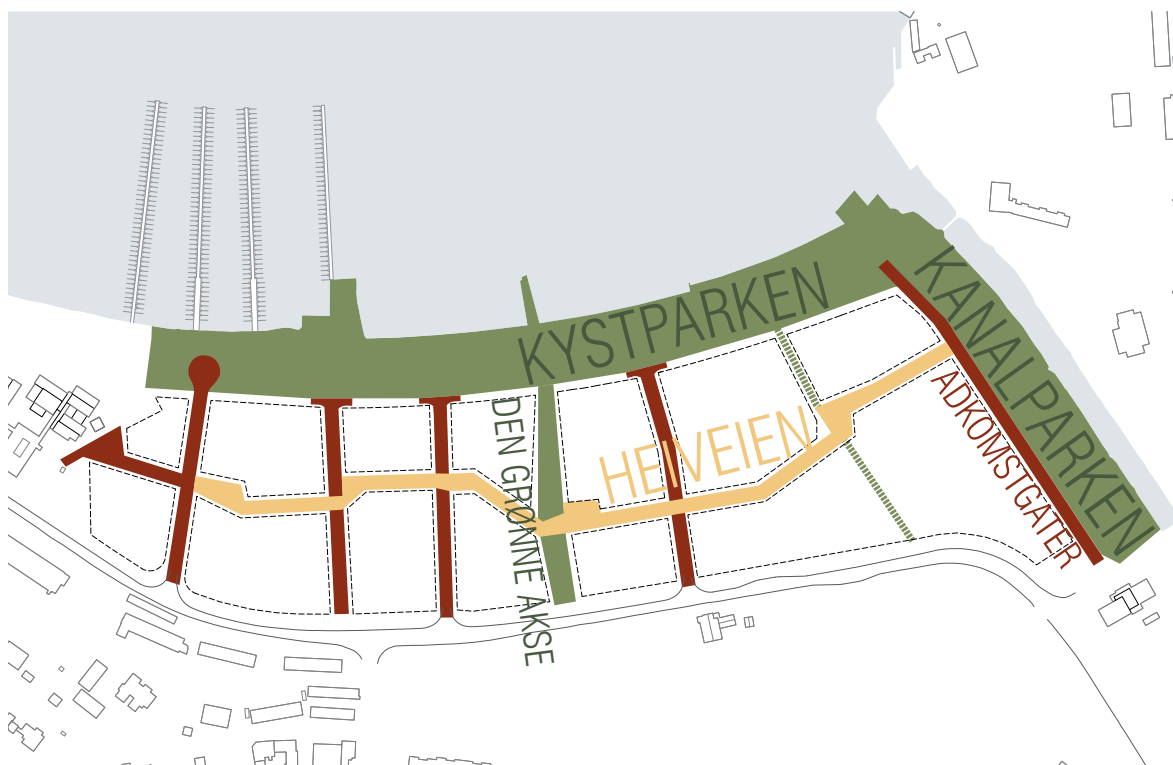 KYSTPARKEN
KANALPARKEN
ADKOMSTGATER
HEIVEIEN
DEN GRØNNE AKSE